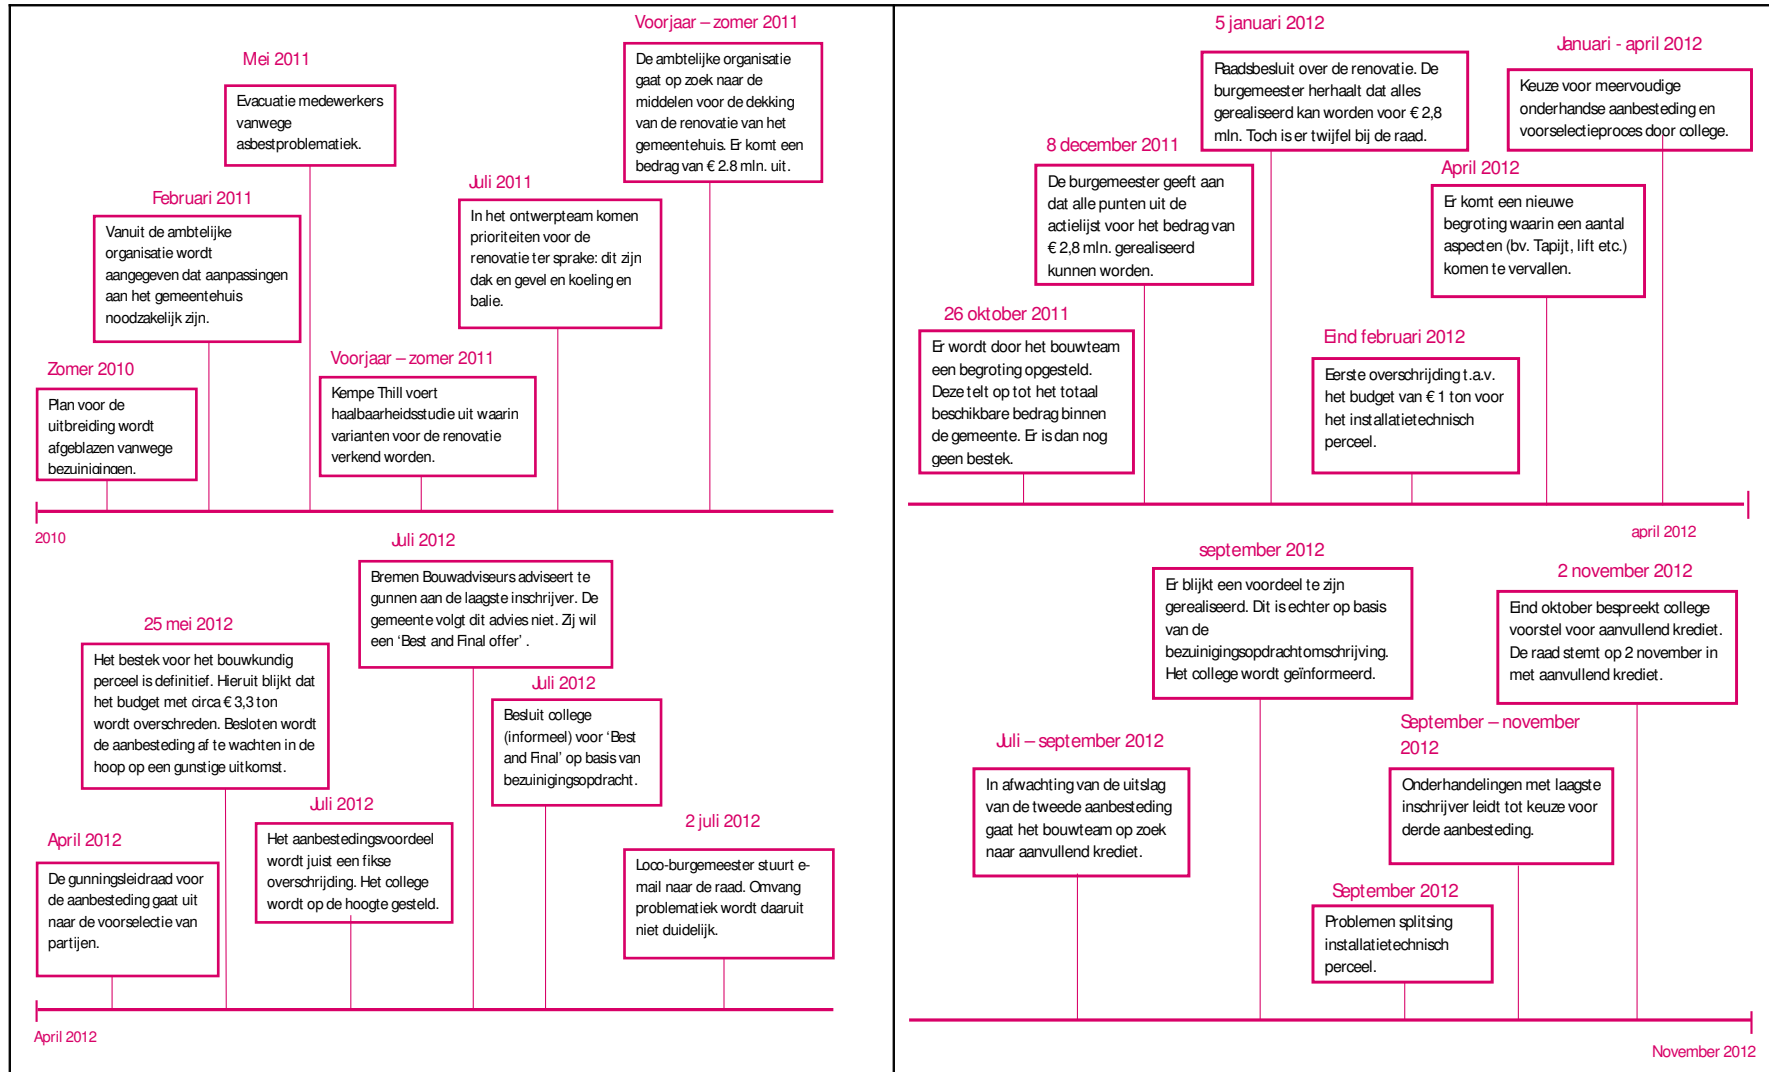 Zomer 2010
Plan voor de
uitbreiding wordt
afgeblazen vanwege
bezuinigingen.
Februari 2011
Vanuit de ambtelijke
organisatie wordt
aangegeven dat aanpassingen
aan het gemeentehuis
noodzakelijk zijn.
Mei 2011
Evacuatie medewerkers
vanwege
asbestproblematiek.
Voorjaar – zomer 2011
Kempe Thill voert
haalbaarheidsstudie uit waarin
varianten voor de renovatie
verkend worden.
Juli 2011
In het ontwerpteam komen
prioriteiten voor de
renovatie ter sprake: dit zijn
dak en gevel en koeling en
balie.
Voorjaar – zomer 2011
De ambtelijke organisatie
gaat op zoek naar de
middelen voor de dekking
van de renovatie van het
gemeentehuis. Er komt een
bedrag van € 2.8 mln. uit.
2010
26 oktober 2011
Er wordt door het bouwteam
een begroting opgesteld.
Deze telt op tot het totaal
beschikbare bedrag binnen
de gemeente. Er is dan nog
geen bestek.
8 december 2011
De burgemeester geeft aan
dat alle punten uit de
actielijst voor het bedrag van
€ 2,8 mln. gerealiseerd
kunnen worden.
5 januari 2012
Raadsbesluit over de renovatie. De
burgemeester herhaalt dat alles
gerealiseerd kan worden voor € 2,8
mln. Toch is er twijfel bij de raad.
Eind februari 2012
Eerste overschrijding t.a.v.
het budget van € 1 ton voor
het installatietechnisch
perceel.
April 2012
Er komt een nieuwe
begroting waarin een aantal
aspecten (bv. Tapijt, lift etc.)
komen te vervallen.
Januari - april 2012
Keuze voor meervoudige
onderhandse aanbesteding en
voorselectieproces door college.
april 2012
April 2012
De gunningsleidraad voor
de aanbesteding gaat uit
naar de voorselectie van
partijen.
25 mei 2012
Het bestek voor het bouwkundig
perceel is definitief. Hieruit blijkt dat
het budget met circa € 3,3 ton
wordt overschreden. Besloten wordt
de aanbesteding af te wachten in de
hoop op een gunstige uitkomst.
Juli 2012
Het aanbestedingsvoordeel
wordt juist een fikse
overschrijding. Het college
wordt op de hoogte gesteld.
Juli 2012
Bremen Bouwadviseurs adviseert te
gunnen aan de laagste inschrijver. De
gemeente volgt dit advies niet. Zij wil
een ‘Best and Final offer’ .
Juli 2012
Besluit college
(informeel) voor ‘Best
and Final’ op basis van
bezuinigingsopdracht.
2 juli 2012
Loco-burgemeester stuurt e-
mail naar de raad. Omvang
problematiek wordt daaruit
niet duidelijk.
April 2012
Juli – september 2012
In afwachting van de uitslag
van de tweede aanbesteding
gaat het bouwteam op zoek
naar aanvullend krediet.
september 2012
Er blijkt een voordeel te zijn
gerealiseerd. Dit is echter op basis
van de
bezuinigingsopdrachtomschrijving.
Het college wordt geïnformeerd.
September 2012
Problemen splitsing
installatietechnisch
perceel.
September – november
2012
Onderhandelingen met laagste
inschrijver leidt tot keuze voor
derde aanbesteding.
2 november 2012
Eind oktober bespreekt college
voorstel voor aanvullend krediet.
De raad stemt op 2 november in
met aanvullend krediet.
November 2012